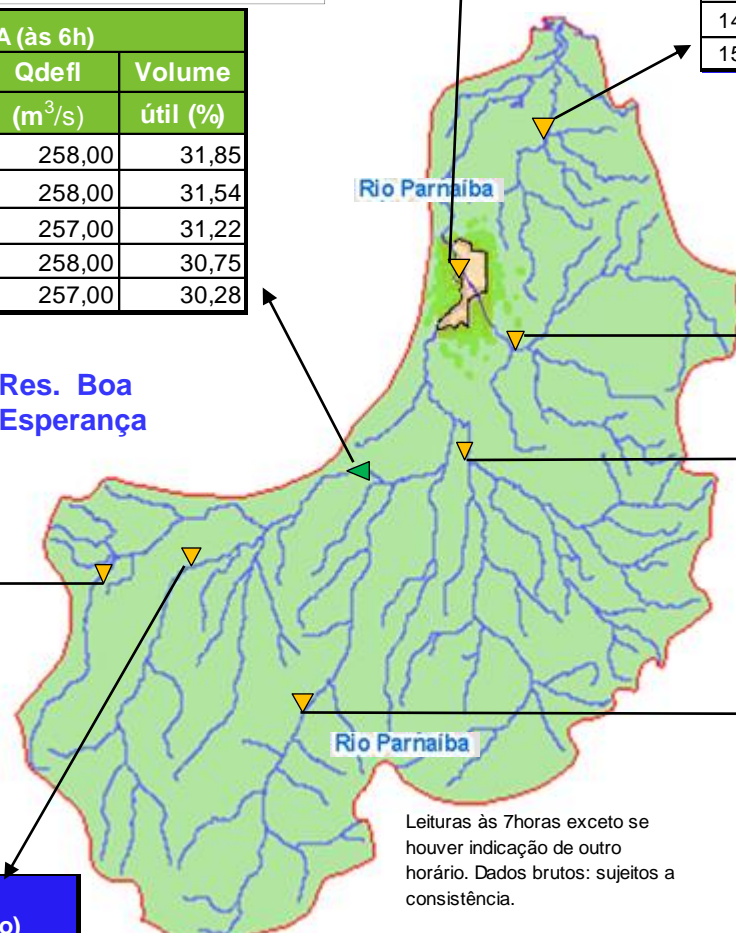 A (às 6h)
Qdefl Volume
(m³/s) útil (%)
258,00 31,85
258,00 31,54
257,00 31,22
258,00 30,75
257,00 30,28
14
15
Rio Parnaíba
Res. Boa
Esperança
Rio Parnaíba
Leituras às 7horas exceto se
houver indicação de outro
horário. Dados brutos: sujeitos a
consistência.
o)